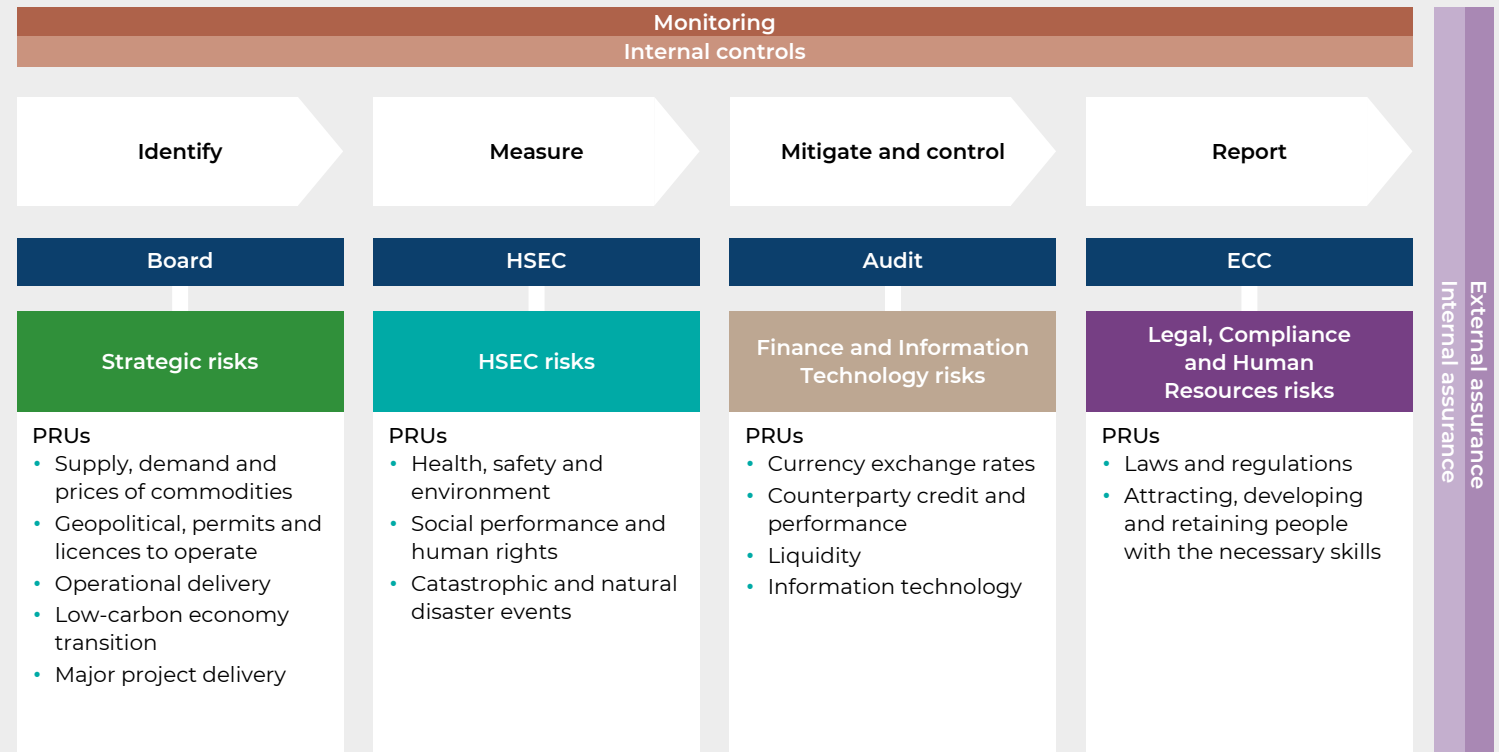 Monitoring
Internal controls
Identify
Measure
Mitigate and control
Report
Board
HSEC
Audit
ECC
Strategic risks
HSEC risks
Finance and Information
Technology risks
Legal, Compliance
and Human
Resources risks
PRUs
• Supply, demand and
prices of commodities
• Geopolitical, permits and
licences to operate
• Operational delivery
• Low-carbon economy
transition
• Major project delivery
PRUs
• Health, safety and
environment
• Social performance and
human rights
• Catastrophic and natural
disaster events
PRUs
• Currency exchange rates
• Counterparty credit and
performance
• Liquidity
• Information technology
PRUs
• Laws and regulations
• Attracting, developing
and retaining people
with the necessary skills
Internal assurance
External assurance